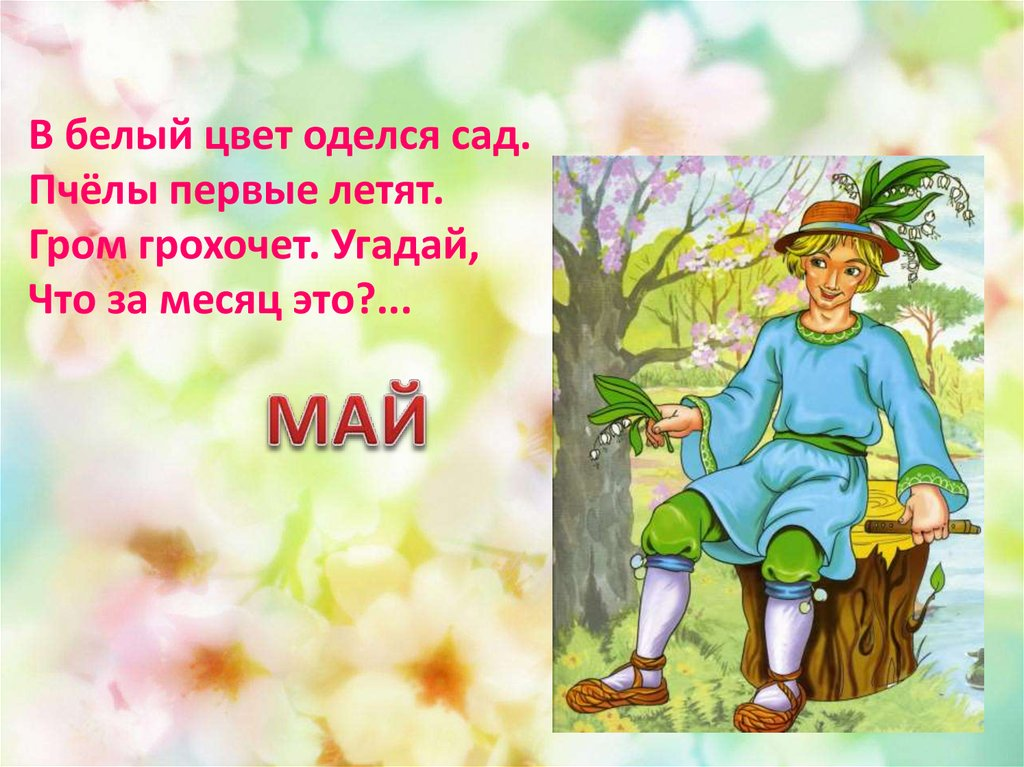 В белый цвет оделся сад.
Пчёлы первые летят.
Гром грохочет. Угадай,
Что за месяц это?...
МАЙ